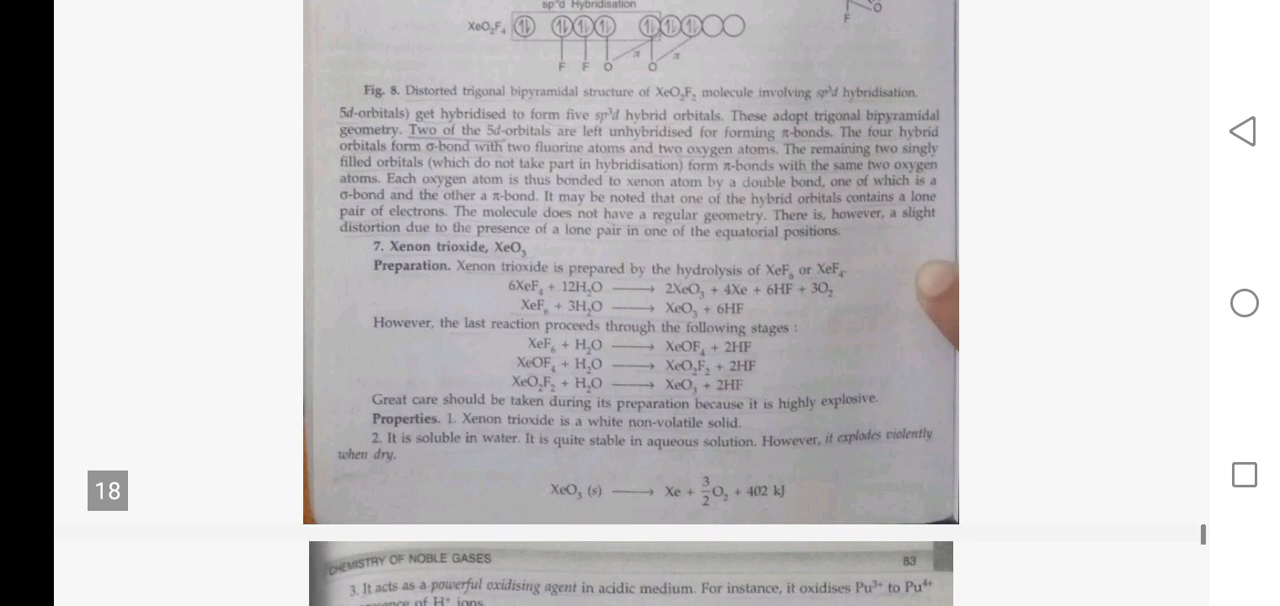 sp³d Hybridisation
F O
XeO₂F₄
π π
F F O O
Fig. 8. Distorted trigonal bipyramidal structure of XeO₂F₂ molecule involving sp³d hybridisation.
5d-orbitals) get hybridised to form five sp³d hybrid orbitals. These adopt trigonal bipyramidal
geometry. Two of the 5d-orbitals are left unhybridised for forming π-bonds. The four hybrid
orbitals form σ-bond with two fluorine atoms and two oxygen atoms. The remaining two singly
filled orbitals (which do not take part in hybridisation) form π-bonds with the same two oxygen
atoms. Each oxygen atom is thus bonded to xenon atom by a double bond, one of which is a
σ-bond and the other a π-bond. It may be noted that one of the hybrid orbitals contains a lone
pair of electrons. The molecule does not have a regular geometry. There is, however, a slight
distortion due to the presence of a lone pair in one of the equatorial positions.
7. Xenon trioxide, XeO₃
Preparation. Xenon trioxide is prepared by the hydrolysis of XeF₆ or XeF₄.
6XeF₄ + 12H₂O ⟶ 2XeO₃ + 4Xe + 6HF + 3O₂
XeF₆ + 3H₂O ⟶ XeO₃ + 6HF
However, the last reaction proceeds through the following stages :
XeF₆ + H₂O ⟶ XeOF₄ + 2HF
XeOF₄ + H₂O ⟶ XeO₂F₂ + 2HF
XeO₂F₂ + H₂O ⟶ XeO₃ + 2HF
Great care should be taken during its preparation because it is highly explosive.
Properties. 1. Xenon trioxide is a white non-volatile solid.
2. It is soluble in water. It is quite stable in aqueous solution. However, it explodes violently
when dry.
18
XeO₃ (s) ⟶ Xe + 3/2 O₂ + 402 kJ
CHEMISTRY OF NOBLE GASES 83
3. It acts as a powerful oxidising agent in acidic medium. For instance, it oxidises Pu³⁺ to Pu⁴⁺
of H⁺ ions.